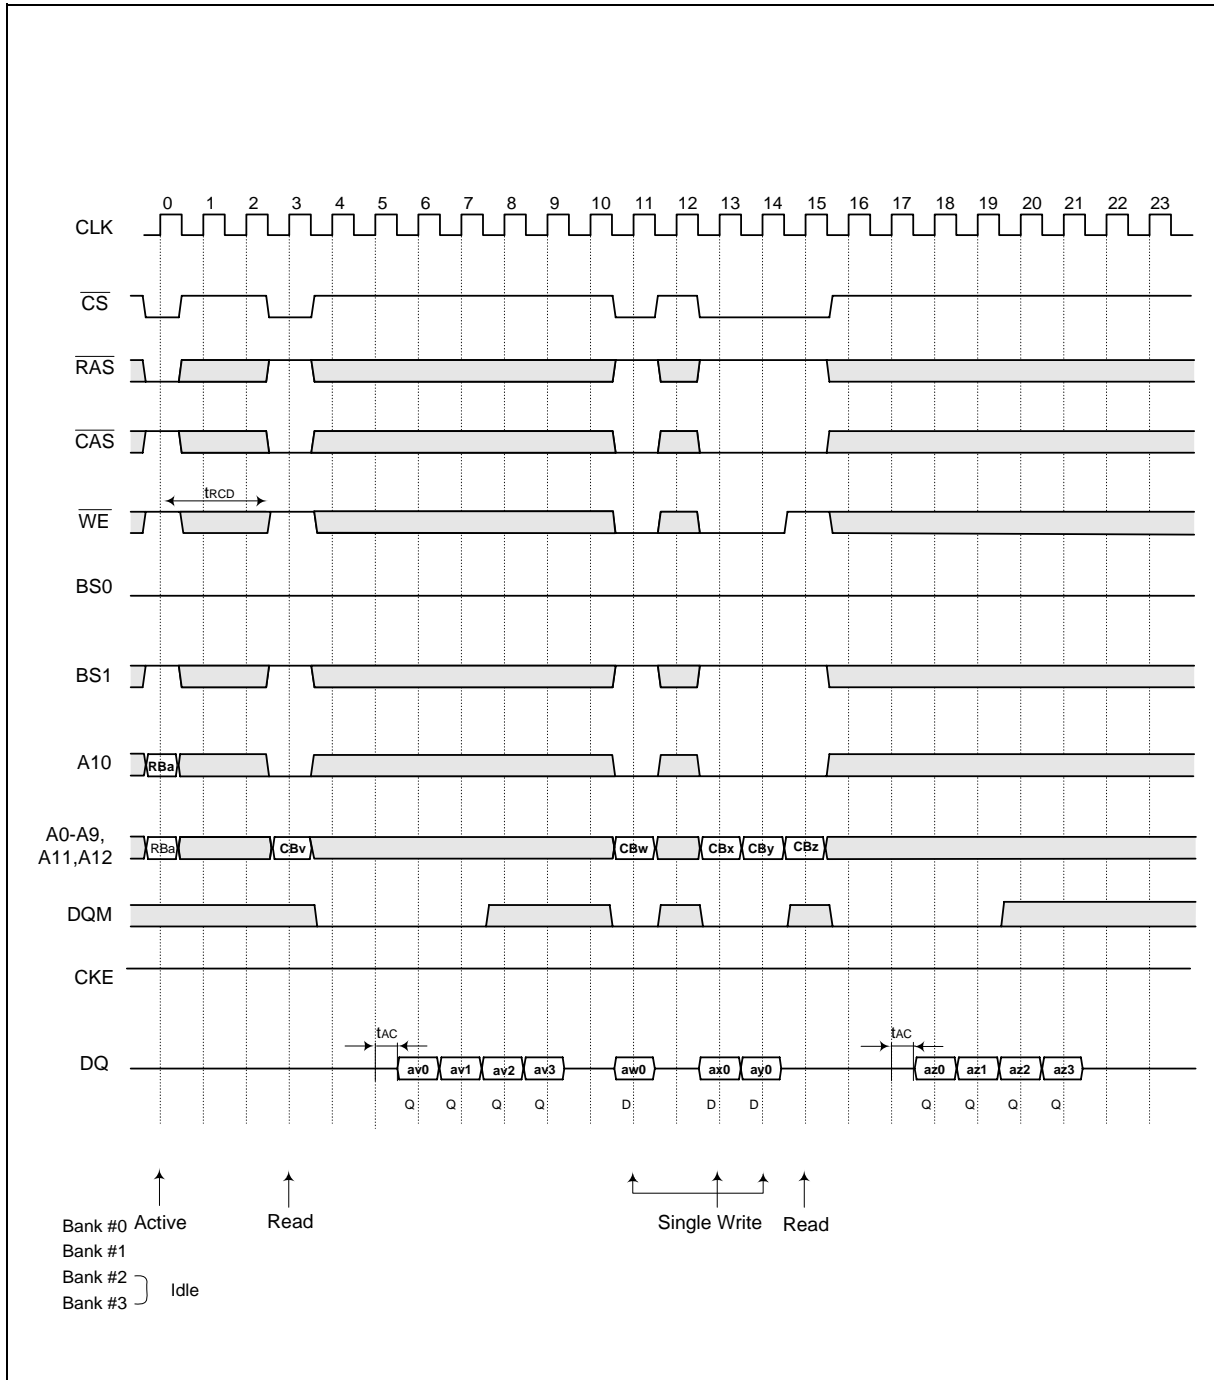 0 1 2 3 4 5 6 7 8 9 10 11 12 13 14 15 16 17 18 19 20 21 22 23
CLK
CS
RAS
CAS
tRCD
WE
BS0
BS1
A10 RBa
A0-A9,
A11,A12 RBa CBv CBw CBx CBy CBz
DQM
CKE
tAC tAC
DQ av0 av1 av2 av3 aw0 ax0 ay0 az0 az1 az2 az3
Q Q Q Q D D D Q Q Q Q
Bank #0 Active Read Single Write Read
Bank #1
Bank #2
Idle
Bank #3